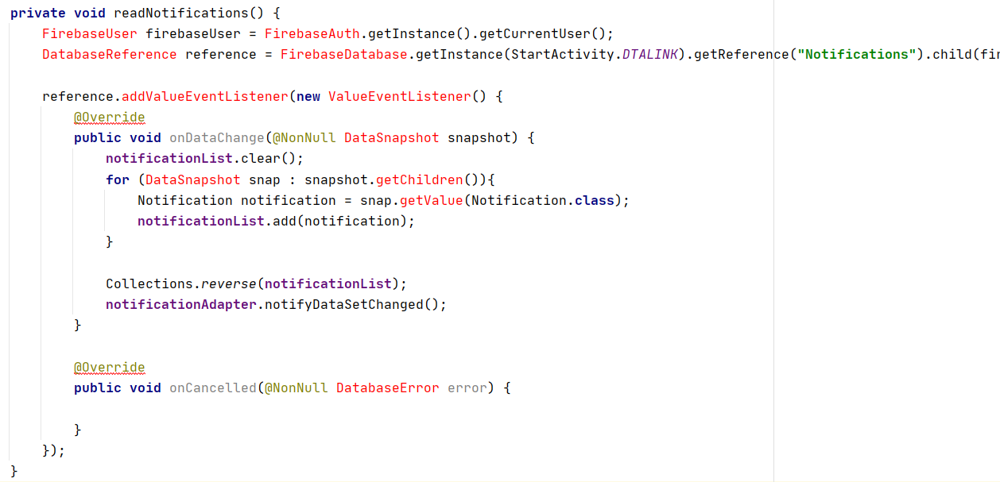 private void readNotifications() {
FirebaseUser firebaseUser = FirebaseAuth.getInstance().getCurrentUser();
DatabaseReference reference = FirebaseDatabase.getInstance(StartActivity.DTALINK).getReference("Notifications").child(fir
reference.addValueEventListener(new ValueEventListener() {
@Override
public void onDataChange(@NonNull DataSnapshot snapshot) {
notificationList.clear();
for (DataSnapshot snap : snapshot.getChildren()){
Notification notification = snap.getValue(Notification.class);
notificationList.add(notification);
}
Collections.reverse(notificationList);
notificationAdapter.notifyDataSetChanged();
}
@Override
public void onCancelled(@NonNull DatabaseError error) {
}
});
}